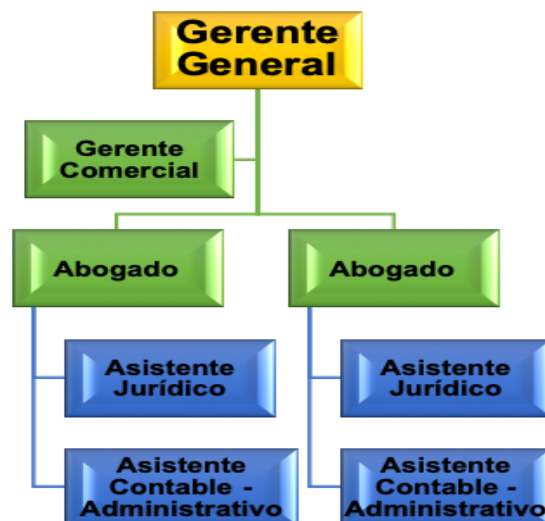 Gerente
General
Gerente
Comercial
Abogado
Abogado
Asistente
Jurídico
Asistente
Jurídico
Asistente
Contable -
Administrativo
Asistente
Contable -
Administrativo